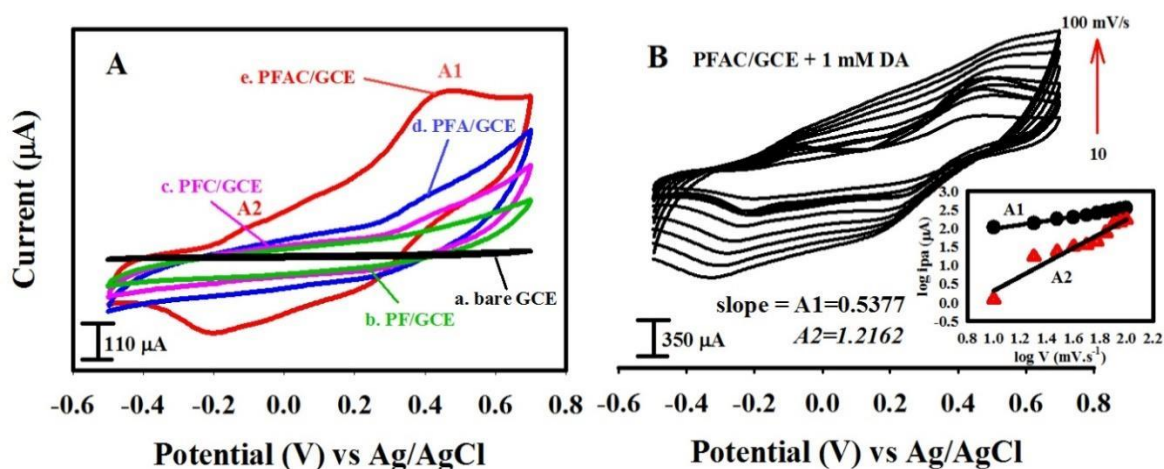 A
e. PFAC/GCE
A1
d. PFA/GCE
c. PFC/GCE
A2
a. bare GCE
b. PF/GCE
110 μA
Current (μA)
-0.6 -0.4 -0.2 0.0 0.2 0.4 0.6 0.8
Potential (V) vs Ag/AgCl
B
PFAC/GCE + 1 mM DA
100 mV/s
10
slope = A1=0.5377
A2=1.2162
350 μA
A1
A2
log ipa (μA)
3.0
2.5
2.0
1.5
1.0
0.5
0.0
-0.5
0.8 1.0 1.2 1.4 1.6 1.8 2.0 2.2
log V (mV.s-1)
-0.6 -0.4 -0.2 0.0 0.2 0.4 0.6 0.8
Potential (V) vs Ag/AgCl